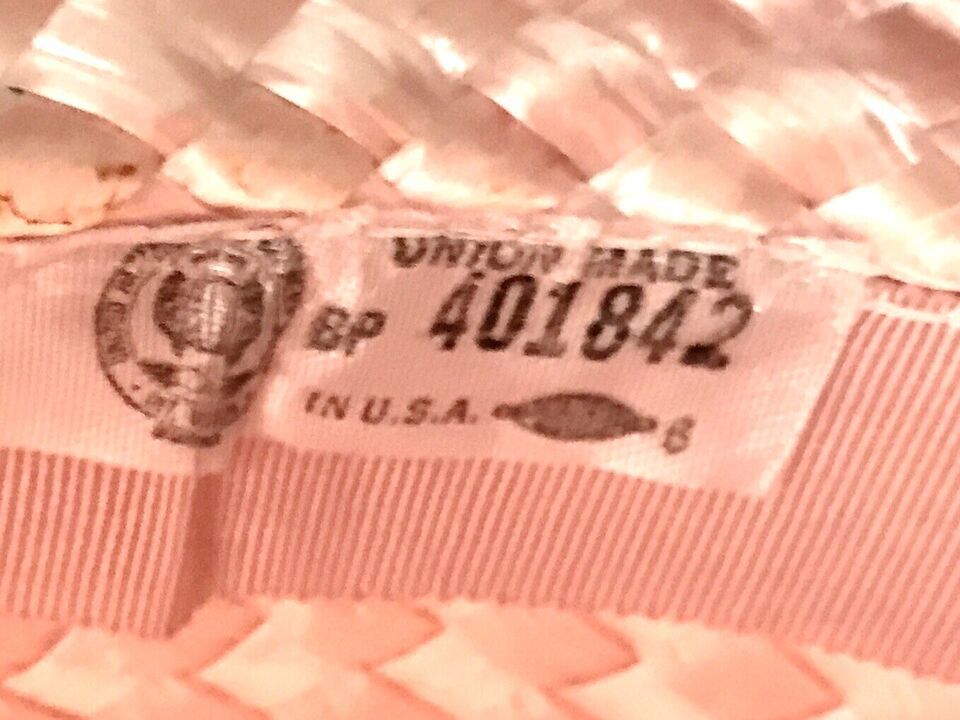 UNION MADE
BP 401842
IN U.S.A. 6